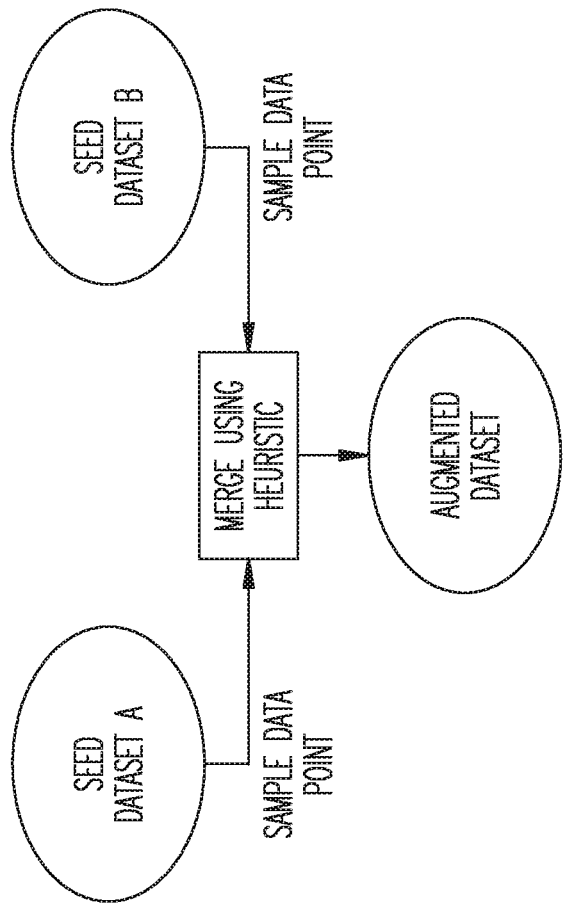 SEED
DATASET A
SEED
DATASET B
SAMPLE DATA
POINT
MERGE USING
HEURISTIC
SAMPLE DATA
POINT
AUGMENTED
DATASET